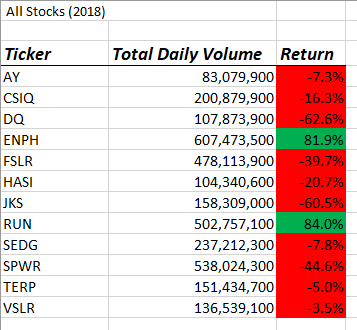 All Stocks (2018)
Ticker Total Daily Volume Return
AY 83,079,900 -7.3%
CSIQ 200,879,900 -16.3%
DQ 107,873,900 -62.6%
ENPH 607,473,500 81.9%
FSLR 478,113,900 -39.7%
HASI 104,340,600 -20.7%
JKS 158,309,000 -60.5%
RUN 502,757,100 84.0%
SEDG 237,212,300 -7.8%
SPWR 538,024,300 -44.6%
TERP 151,434,700 -5.0%
VSLR 136,539,100 -3.5%